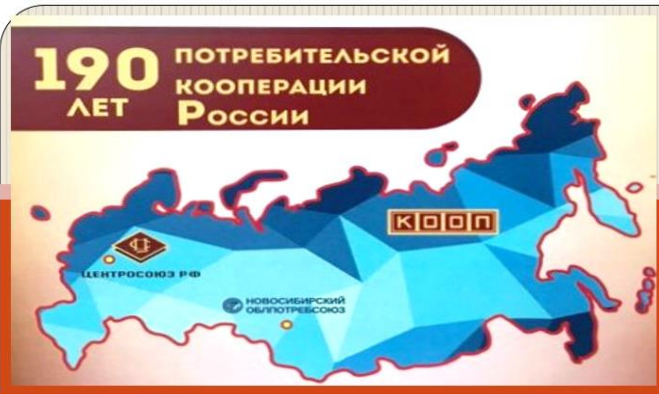 190 ЛЕТ
ПОТРЕБИТЕЛЬСКОЙ
КООПЕРАЦИИ
РОССИИ
КООП
ЦЕНТРОСОЮЗ РФ
НОВОСИБИРСКИЙ
ОБЛПОТРЕБСОЮЗ